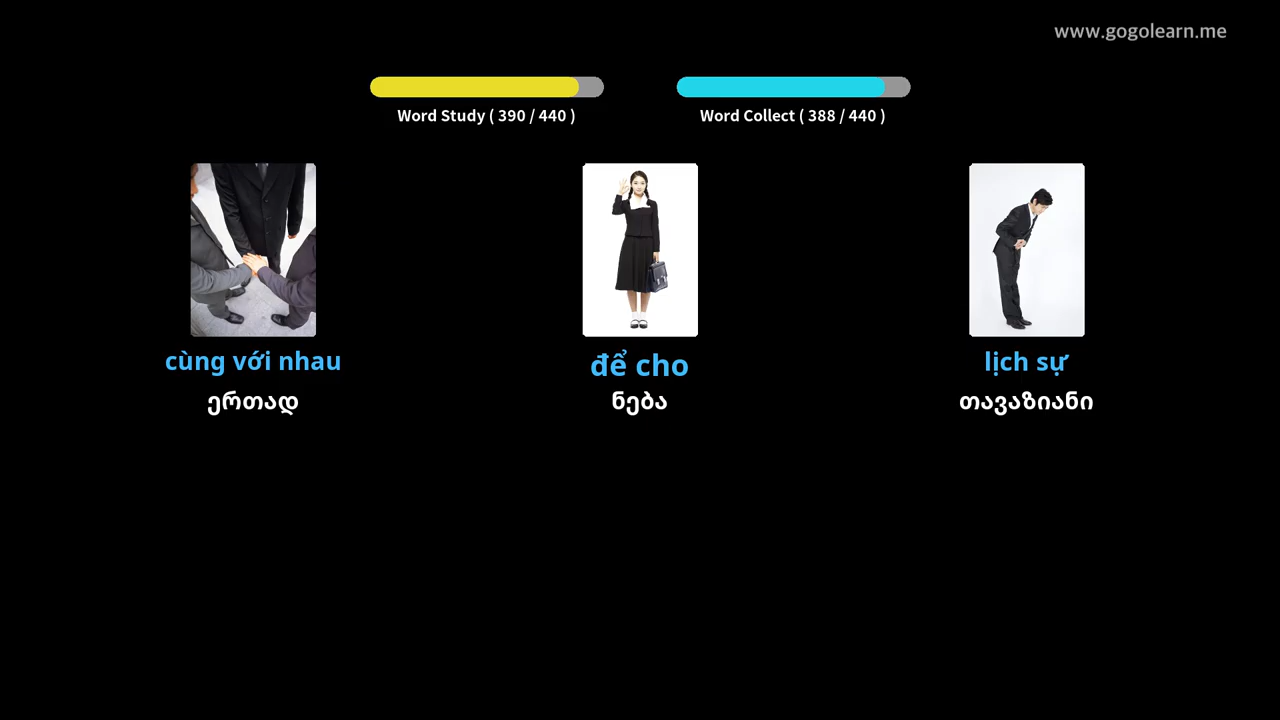 www.gogolearn.me
Word Study ( 390 / 440 )
Word Collect ( 388 / 440 )
cùng với nhau
để cho
lịch sự
ერთად
ნება
თავაზიანი